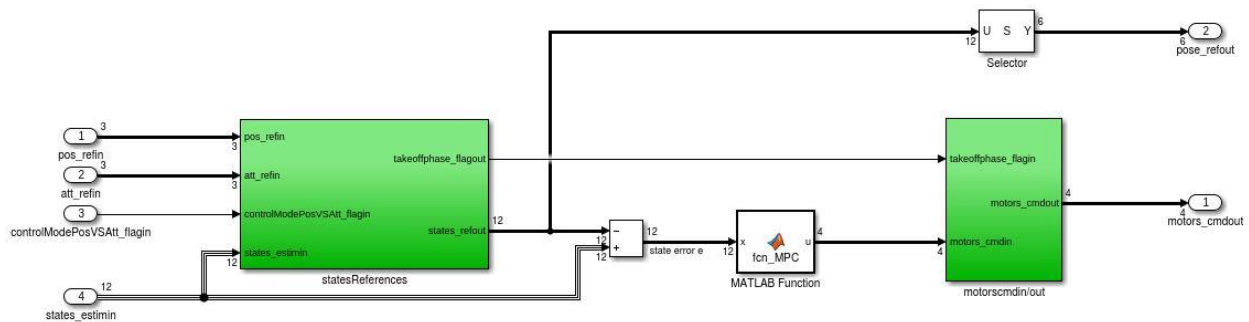 U S Y
12
6
6
2
pose_refout
Selector
1
3
3
pos_refin
pos_refin
2
3
3
att_refin
att_refin
3
controlModePosVSAtt_flagin
controlModePosVSAtt_flagin
4
12
12
states_estimin
states_estimin
takeoffphase_flagout
states_refout
12
statesReferences
−
+
12
12
12
state error e
12
x
u
fcn_MPC
4
MATLAB Function
takeoffphase_flagin
motors_cmdin
4
motors_cmdout
4
motorscmdin/out
1
4
motors_cmdout